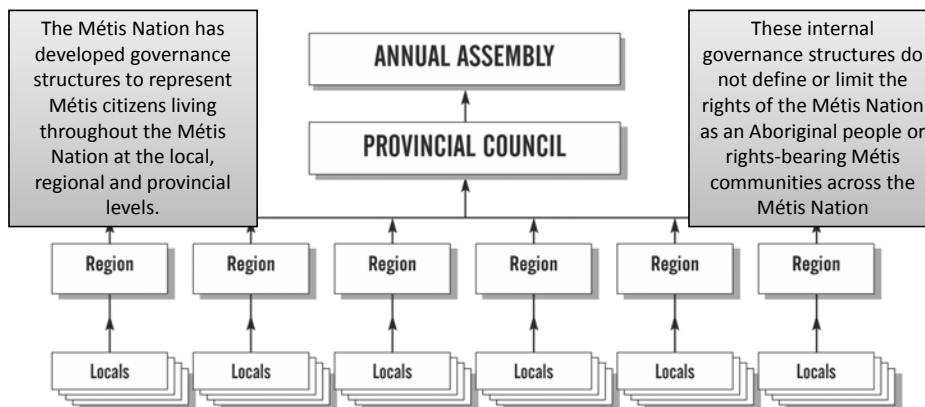 The Métis Nation has
developed governance
structures to represent
Métis citizens living
throughout the Métis
Nation at the local,
regional and provincial
levels.
ANNUAL ASSEMBLY
PROVINCIAL COUNCIL
These internal
governance structures do
not define or limit the
rights of the Métis Nation
as an Aboriginal people or
rights-bearing Métis
communities across the
Métis Nation
Region
Region
Region
Region
Region
Region
Locals
Locals
Locals
Locals
Locals
Locals